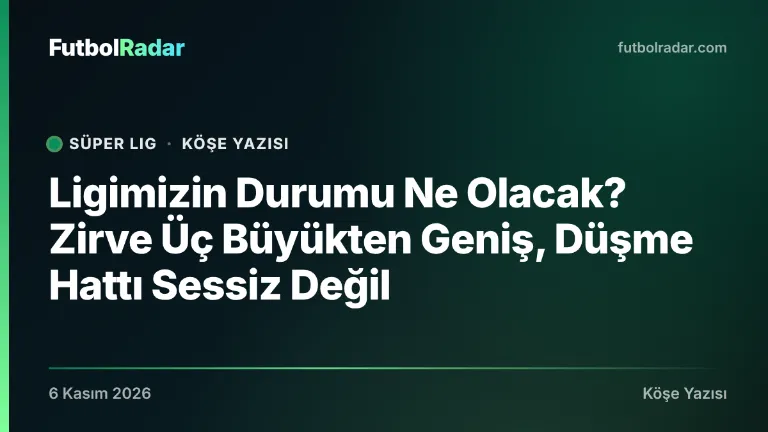 FutbolRadar
futbolradar.com
SÜPER LIG · KÖŞE YAZISI
Ligimizin Durumu Ne Olacak?
Zirve Üç Büyükten Geniş, Düşme
Hattı Sessiz Değil
6 Kasım 2026
Köşe Yazısı